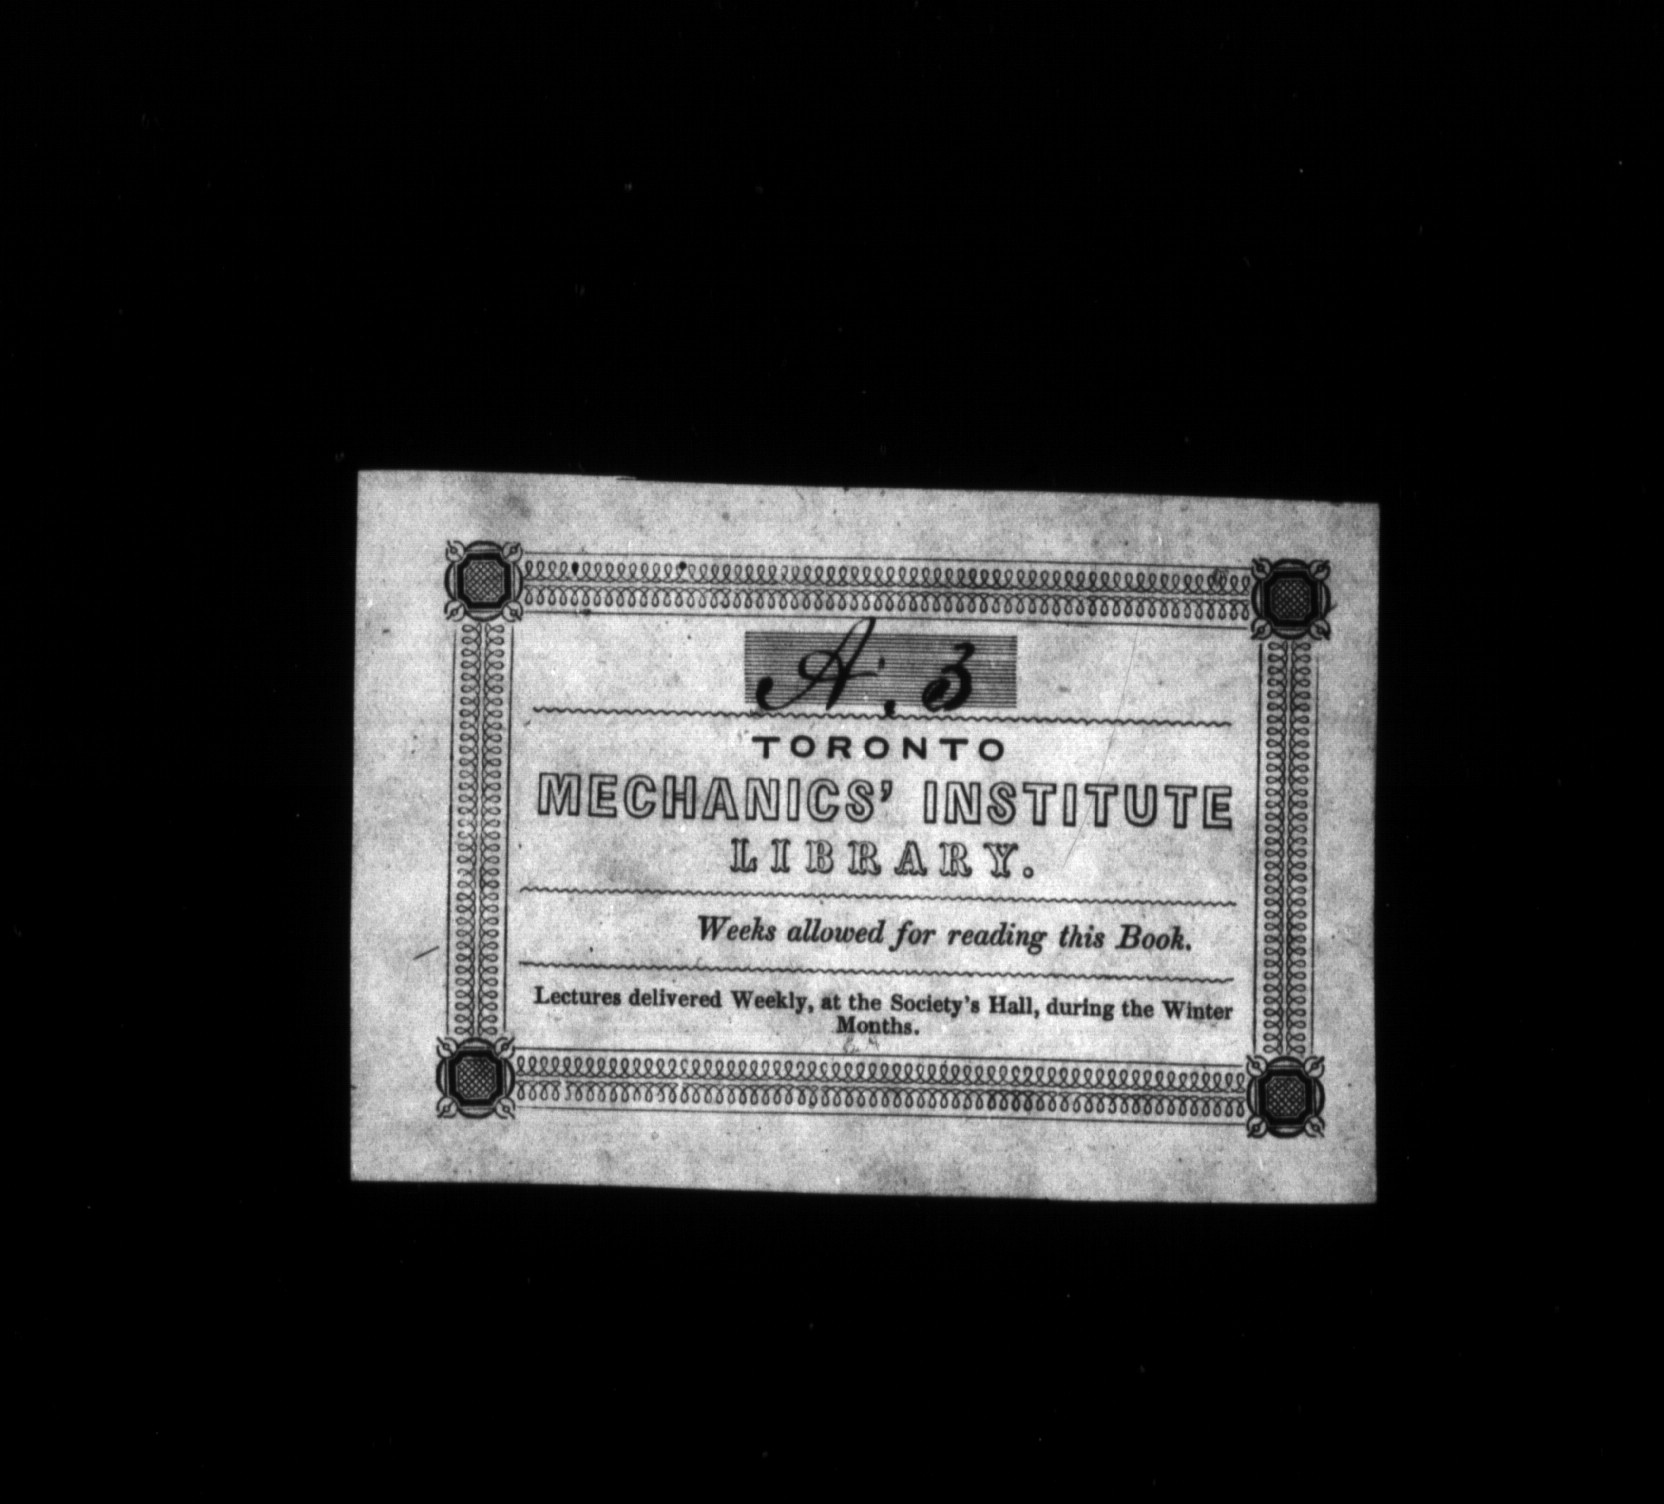 A. 3
TORONTO
MECHANICS' INSTITUTE
LIBRARY.
Weeks allowed for reading this Book.
Lectures delivered Weekly, at the Society's Hall, during the Winter
Months.